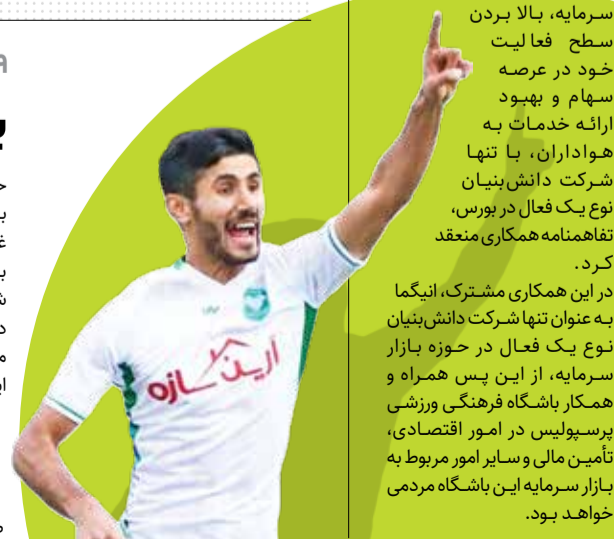 سرمایه، بالا بردن
سطح فعالیت
خود در عرصه
سهام و بهبود
ارائه خدمات به
هواداران، با تنها
شرکت دانش‌بنیان
نوع یک فعال در بورس،
تفاهمنامه همکاری منعقد
کرد.
در این همکاری مشترک، انیگما
به عنوان تنها شرکت دانش‌بنیان
نوع یک فعال در حوزه بازار
سرمایه، از این پس همراه و
همکار باشگاه فرهنگی ورزشی
پرسپولیس در امور اقتصادی،
تأمین مالی و سایر امور مربوط به
بازار سرمایه این باشگاه مردمی
خواهد بود.
آرین سازه